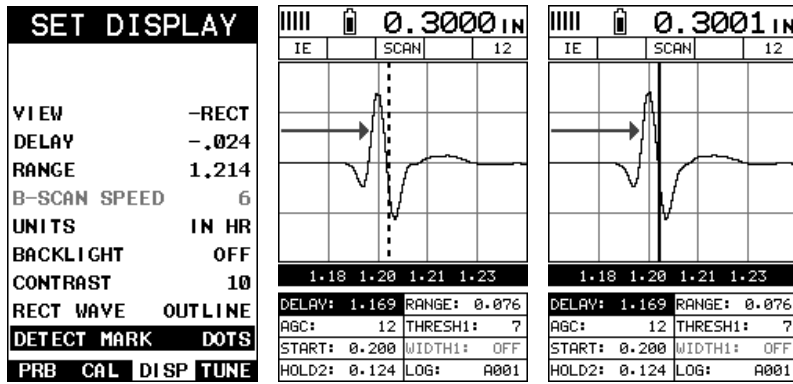 SET DISPLAY
VIEW -RECT
DELAY -.024
RANGE 1.214
B-SCAN SPEED 6
UNITS IN HR
BACKLIGHT OFF
CONTRAST 10
RECT WAVE OUTLINE
DETECT MARK DOTS
PRB CAL DISP TUNE
0.3000 IN
IE SCAN 12
1.18 1.20 1.21 1.23
DELAY: 1.169 RANGE: 0.076
AGC: 12 THRESH1: 7
START: 0.200 WIDTH1: OFF
HOLD2: 0.124 LOG: A001
0.3001 IN
IE SCAN 12
1.18 1.20 1.21 1.23
DELAY: 1.169 RANGE: 0.076
AGC: 12 THRESH1: 7
START: 0.200 WIDTH1: OFF
HOLD2: 0.124 LOG: A001